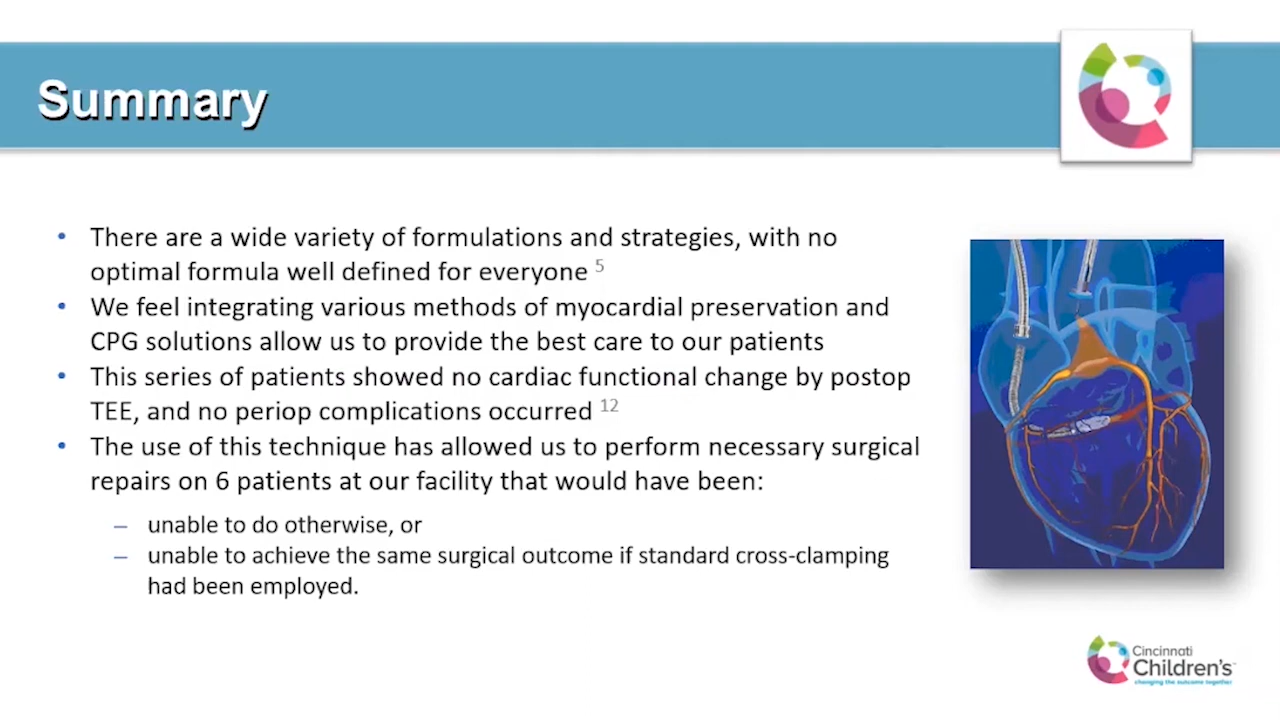 Summary
• There are a wide variety of formulations and strategies, with no
optimal formula well defined for everyone 5
• We feel integrating various methods of myocardial preservation and
CPG solutions allow us to provide the best care to our patients
• This series of patients showed no cardiac functional change by postop
TEE, and no periop complications occurred 12
• The use of this technique has allowed us to perform necessary surgical
repairs on 6 patients at our facility that would have been:
– unable to do otherwise, or
– unable to achieve the same surgical outcome if standard cross-clamping
had been employed.
Cincinnati
Children's
changing the outcome together